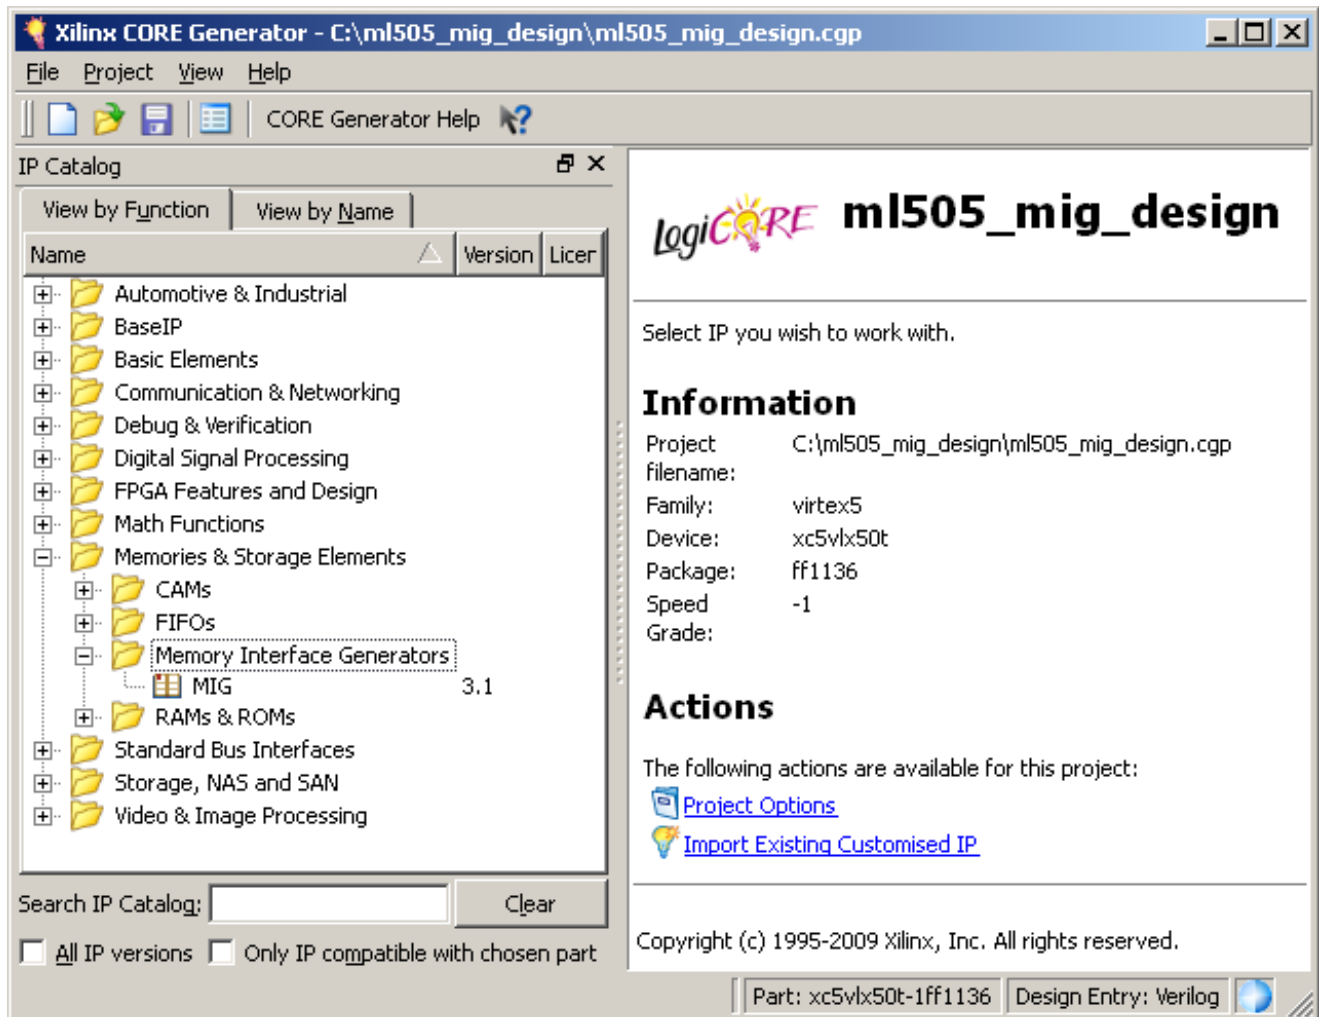 Xilinx CORE Generator - C:\ml505_mig_design\ml505_mig_design.cgp
File Project View Help
CORE Generator Help
IP Catalog
View by Function View by Name
Name Version Licen
Automotive & Industrial
BaseIP
Basic Elements
Communication & Networking
Debug & Verification
Digital Signal Processing
FPGA Features and Design
Math Functions
Memories & Storage Elements
CAMs
FIFOs
Memory Interface Generators
MIG 3.1
RAMs & ROMs
Standard Bus Interfaces
Storage, NAS and SAN
Video & Image Processing
Search IP Catalog: Clear
All IP versions Only IP compatible with chosen part
LogiCORE ml505_mig_design
Select IP you wish to work with.
Information
Project C:\ml505_mig_design\ml505_mig_design.cgp
filename:
Family: virtex5
Device: xc5vlx50t
Package: ff1136
Speed -1
Grade:
Actions
The following actions are available for this project:
Project Options
Import Existing Customised IP
Copyright (c) 1995-2009 Xilinx, Inc. All rights reserved.
Part: xc5vlx50t-1ff1136 Design Entry: Verilog